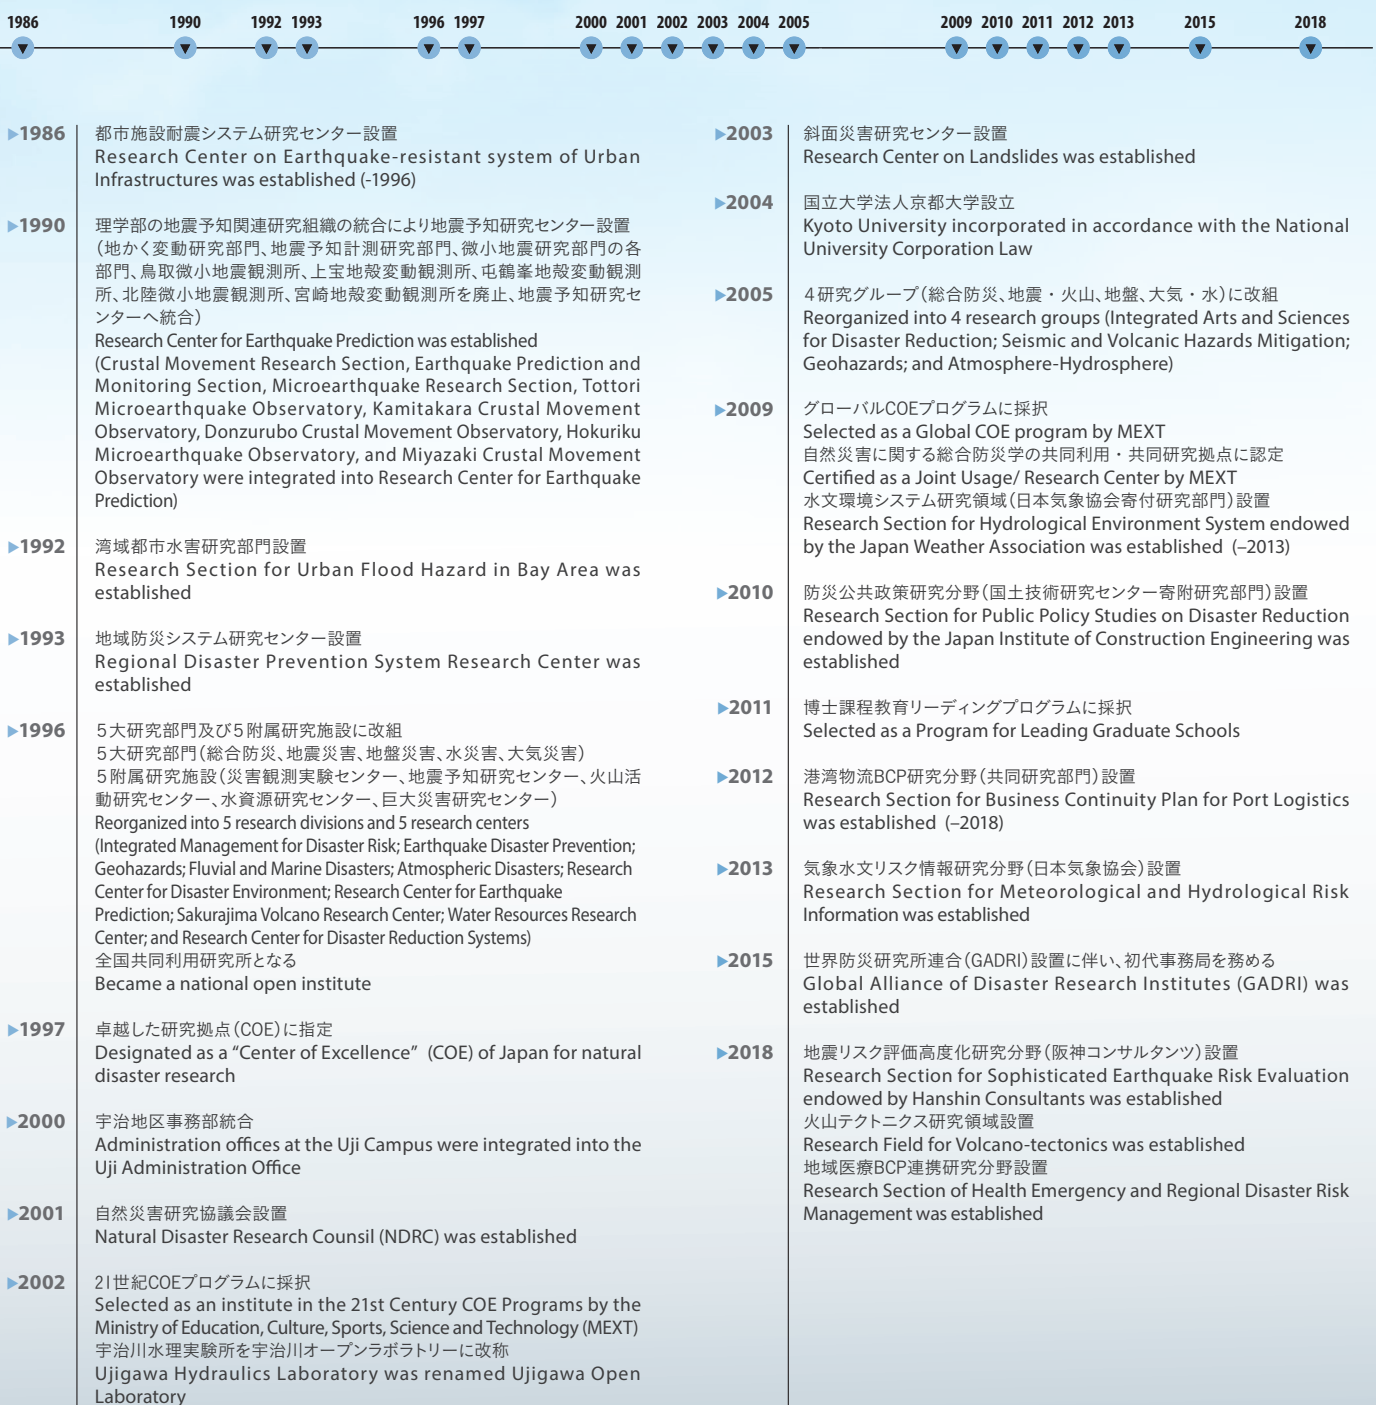 1986 1990 1992 1993 1996 1997 2000 2001 2002 2003 2004 2005 2009 2010 2011 2012 2013 2015 2018
▶1986 都市施設耐震システム研究センター設置
Research Center on Earthquake-resistant system of Urban
Infrastructures was established (-1996)
▶1990 理学部の地震予知関連研究組織の統合により地震予知研究センター設置
（地かく変動研究部門、地震予知計測研究部門、微小地震研究部門の各
部門、鳥取微小地震観測所、上宝地殻変動観測所、屯鶴峯地殻変動観測
所、北陸微小地震観測所、宮崎地殻変動観測所を廃止、地震予知研究セ
ンターへ統合）
Research Center for Earthquake Prediction was established
(Crustal Movement Research Section, Earthquake Prediction and
Monitoring Section, Microearthquake Research Section, Tottori
Microearthquake Observatory, Kamitakara Crustal Movement
Observatory, Donzurubo Crustal Movement Observatory, Hokuriku
Microearthquake Observatory, and Miyazaki Crustal Movement
Observatory were integrated into Research Center for Earthquake
Prediction)
▶1992 湾域都市水害研究部門設置
Research Section for Urban Flood Hazard in Bay Area was
established
▶1993 地域防災システム研究センター設置
Regional Disaster Prevention System Research Center was
established
▶1996 5大研究部門及び5附属研究施設に改組
5大研究部門（総合防災、地震災害、地盤災害、水災害、大気災害）
5附属研究施設（災害観測実験センター、地震予知研究センター、火山活
動研究センター、水資源研究センター、巨大災害研究センター）
Reorganized into 5 research divisions and 5 research centers
(Integrated Management for Disaster Risk; Earthquake Disaster Prevention;
Geohazards; Fluvial and Marine Disasters; Atmospheric Disasters; Research
Center for Disaster Environment; Research Center for Earthquake
Prediction; Sakurajima Volcano Research Center; Water Resources Research
Center; and Research Center for Disaster Reduction Systems)
全国共同利用研究所となる
Became a national open institute
▶1997 卓越した研究拠点（COE）に指定
Designated as a “Center of Excellence” (COE) of Japan for natural
disaster research
▶2000 宇治地区事務部統合
Administration offices at the Uji Campus were integrated into the
Uji Administration Office
▶2001 自然災害研究協議会設置
Natural Disaster Research Counsil (NDRC) was established
▶2002 21世紀COEプログラムに採択
Selected as an institute in the 21st Century COE Programs by the
Ministry of Education, Culture, Sports, Science and Technology (MEXT)
宇治川水理実験所を宇治川オープンラボラトリーに改称
Ujigawa Hydraulics Laboratory was renamed Ujigawa Open
Laboratory
▶2003 斜面災害研究センター設置
Research Center on Landslides was established
▶2004 国立大学法人京都大学設立
Kyoto University incorporated in accordance with the National
University Corporation Law
▶2005 4研究グループ（総合防災、地震・火山、地盤、大気・水）に改組
Reorganized into 4 research groups (Integrated Arts and Sciences
for Disaster Reduction; Seismic and Volcanic Hazards Mitigation;
Geohazards; and Atmosphere-Hydrosphere)
▶2009 グローバルCOEプログラムに採択
Selected as a Global COE program by MEXT
自然災害に関する総合防災学の共同利用・共同研究拠点に認定
Certified as a Joint Usage/ Research Center by MEXT
水文環境システム研究領域（日本気象協会寄付研究部門）設置
Research Section for Hydrological Environment System endowed
by the Japan Weather Association was established (–2013)
▶2010 防災公共政策研究分野（国土技術研究センター寄附研究部門）設置
Research Section for Public Policy Studies on Disaster Reduction
endowed by the Japan Institute of Construction Engineering was
established
▶2011 博士課程教育リーディングプログラムに採択
Selected as a Program for Leading Graduate Schools
▶2012 港湾物流BCP研究分野（共同研究部門）設置
Research Section for Business Continuity Plan for Port Logistics
was established (–2018)
▶2013 気象水文リスク情報研究分野（日本気象協会）設置
Research Section for Meteorological and Hydrological Risk
Information was established
▶2015 世界防災研究所連合（GADRI）設置に伴い、初代事務局を務める
Global Alliance of Disaster Research Institutes (GADRI) was
established
▶2018 地震リスク評価高度化研究分野（阪神コンサルタンツ）設置
Research Section for Sophisticated Earthquake Risk Evaluation
endowed by Hanshin Consultants was established
火山テクトニクス研究領域設置
Research Field for Volcano-tectonics was established
地域医療BCP連携研究分野設置
Research Section of Health Emergency and Regional Disaster Risk
Management was established